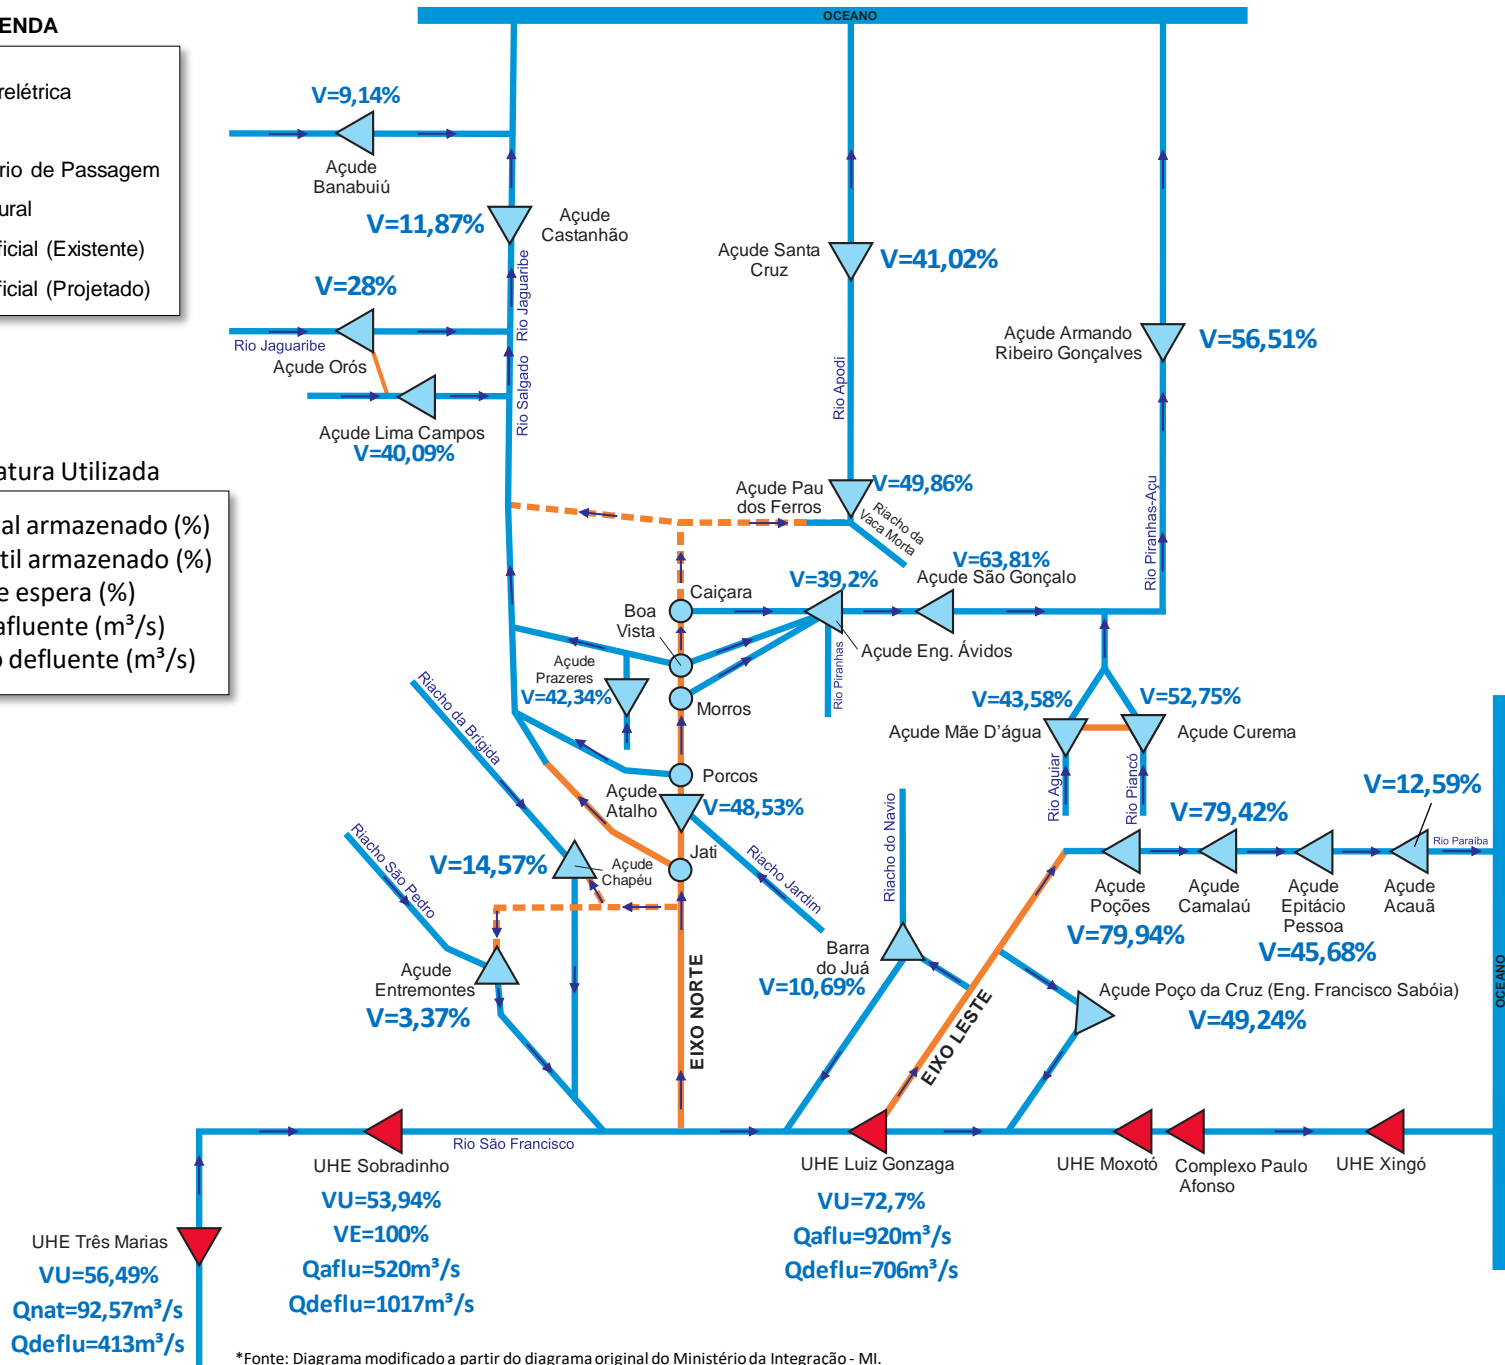 OCEANO
ENDA
relétrica
rio de Passagem
ural
ficial (Existente)
ficial (Projetado)
V=9,14%
Açude
Banabuiú
V=11,87%
Açude
Castanhão
V=28%
Rio Jaguaribe
Açude Orós
Rio Jaguaribe
Rio Salgado
Açude Lima Campos
V=40,09%
Açude Santa
Cruz
V=41,02%
Rio Apodi
Açude Armando
Ribeiro Gonçalves
V=56,51%
Rio Piranhas-Açu
atura Utilizada
tal armazenado (%)
til armazenado (%)
e espera (%)
afluente (m³/s)
o defluente (m³/s)
Açude Pau
dos Ferros
V=49,86%
Riacho da
Vaca Morta
V=63,81%
Açude São Gonçalo
V=39,2%
Caiçara
Boa
Vista
Açude Eng. Ávidos
Rio Piranhas
Açude
Prazeres
V=42,34%
Morros
Riacho da Brígida
Porcos
Açude
Atalho
V=48,53%
Jati
Riacho Jardim
V=43,58%
Açude Mãe D'água
V=52,75%
Açude Curema
Rio Aguiar
Rio Piancó
V=12,59%
V=79,42%
Rio Paraíba
Açude
Poções
V=79,94%
Açude
Camalaú
Açude
Epitácio
Pessoa
V=45,68%
Açude
Acauã
Riacho São Pedro
V=14,57%
Açude
Chapéu
Riacho do Navio
Barra
do Juá
V=10,69%
Açude
Entremontes
V=3,37%
EIXO NORTE
EIXO LESTE
Açude Poço da Cruz (Eng. Francisco Sabóia)
V=49,24%
OCEANO
Rio São Francisco
UHE Sobradinho
VU=53,94%
VE=100%
Qaflu=520m³/s
Qdeflu=1017m³/s
UHE Luiz Gonzaga
VU=72,7%
Qaflu=920m³/s
Qdeflu=706m³/s
UHE Moxotó
Complexo Paulo
Afonso
UHE Xingó
UHE Três Marias
VU=56,49%
Qnat=92,57m³/s
Qdeflu=413m³/s
*Fonte: Diagrama modificado a partir do diagrama original do Ministério da Integração - MI.